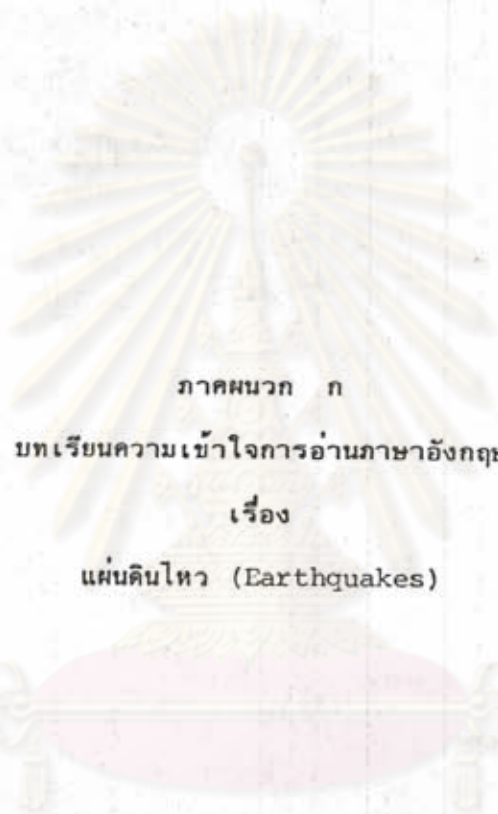 ภาคผนวก ก
บทเรียนความเข้าใจการอ่านภาษาอังกฤษ
เรื่อง
แผ่นดินไหว (Earthquakes)